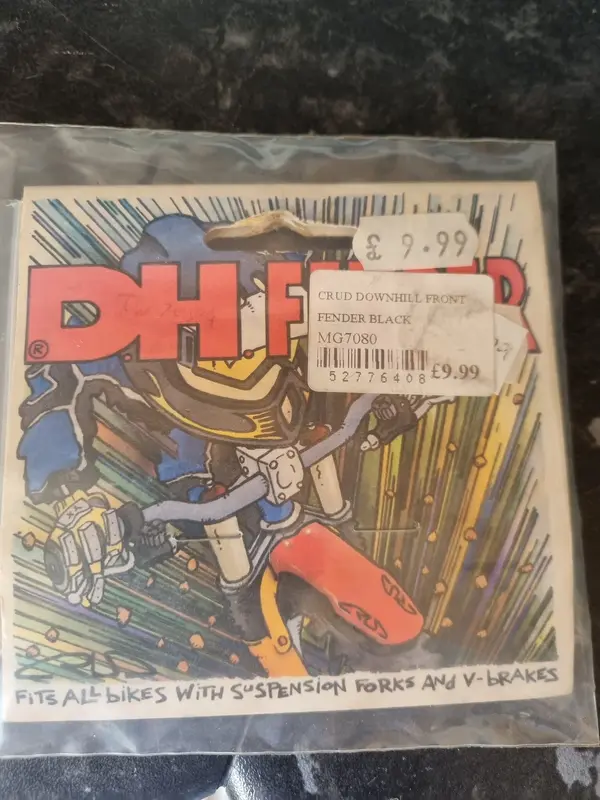 £ 9.99
DH F R
®
CRUD DOWNHILL FRONT
FENDER BLACK
MG7080
52776408 £9.99
FITS ALL BIKES WITH SUSPENSION FORKS AND V-BRAKES